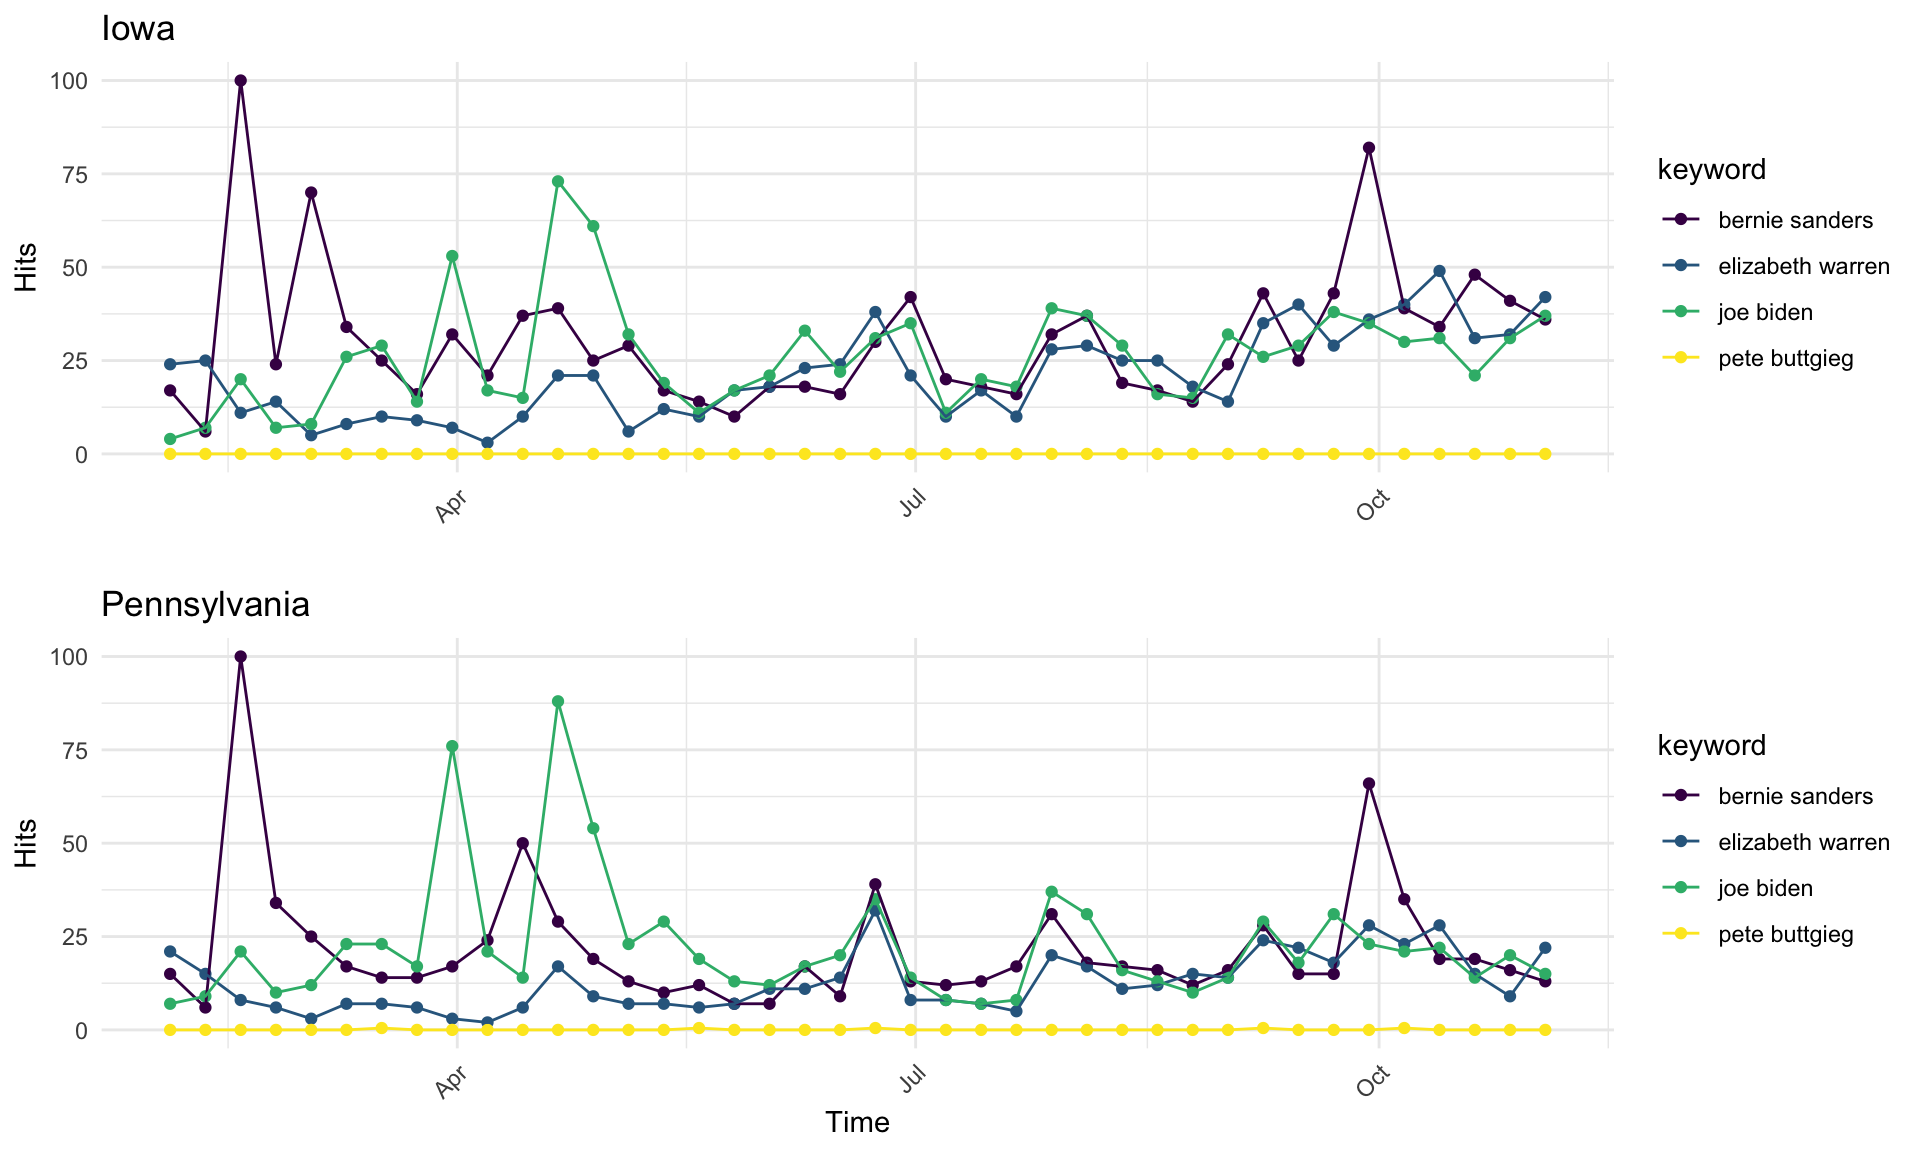 Iowa
100
75
50
25
0
Hits
Apr
Jul
Oct
keyword
bernie sanders
elizabeth warren
joe biden
pete buttgieg
Pennsylvania
100
75
50
25
0
Hits
Apr
Jul
Oct
Time
keyword
bernie sanders
elizabeth warren
joe biden
pete buttgieg